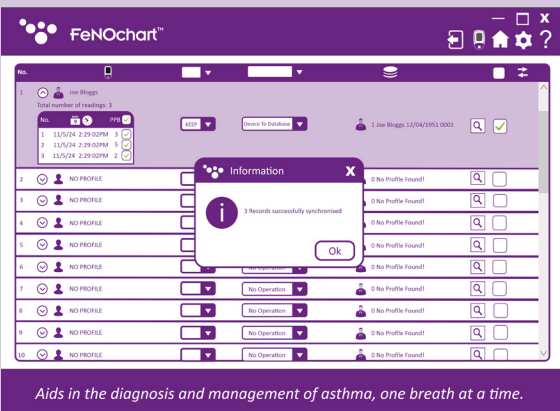 FeNOchart™
X
?
No.
1 Joe Bloggs
Total number of readings: 3
No. PPB
1 11/5/24 2:29:02PM 3
2 11/5/24 2:29:02PM 5
3 11/5/24 2:29:02PM 2
KEEP Device To Database 1 Joe Bloggs 12/04/1951 0001
Information X
i 3 Records successfully synchronised
Ok
2 NO PROFILE 0 No Profile Found!
3 NO PROFILE 0 No Profile Found!
4 NO PROFILE 0 No Profile Found!
5 NO PROFILE 0 No Profile Found!
6 NO PROFILE No Operation 0 No Profile Found!
7 NO PROFILE No Operation 0 No Profile Found!
8 NO PROFILE No Operation 0 No Profile Found!
9 NO PROFILE No Operation 0 No Profile Found!
10 NO PROFILE No Operation 0 No Profile Found!
Aids in the diagnosis and management of asthma, one breath at a time.